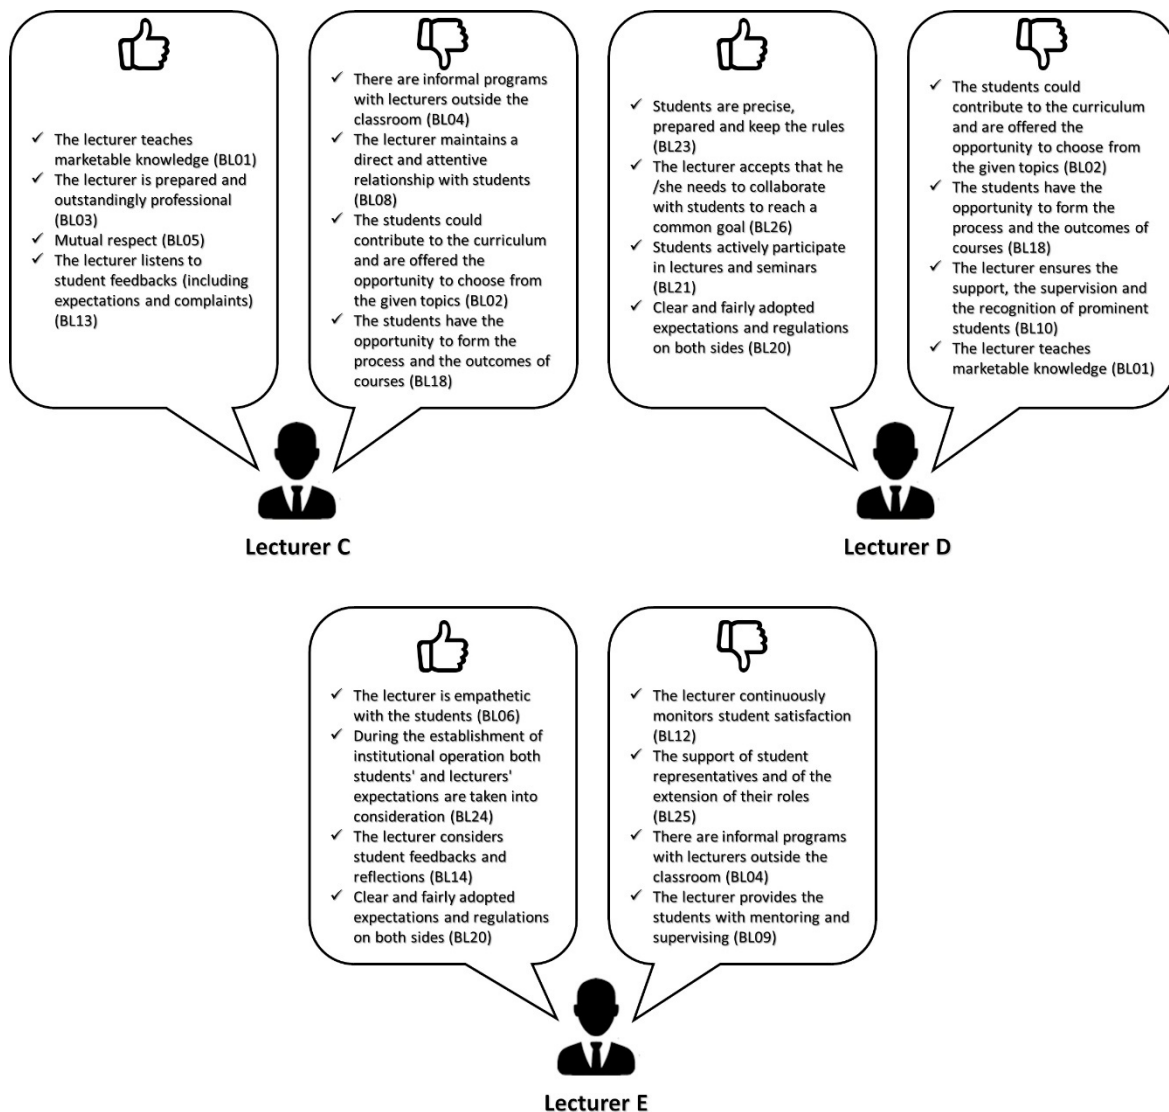 The lecturer teaches
marketable knowledge (BL01)
The lecturer is prepared and
outstandingly professional
(BL03)
Mutual respect (BL05)
The lecturer listens to
student feedbacks (including
expectations and complaints)
(BL13)
There are informal programs
with lecturers outside the
classroom (BL04)
The lecturer maintains a
direct and attentive
relationship with students
(BL08)
The students could
contribute to the curriculum
and are offered the
opportunity to choose from
the given topics (BL02)
The students have the
opportunity to form the
process and the outcomes of
courses (BL18)
Lecturer C
Students are precise,
prepared and keep the rules
(BL23)
The lecturer accepts that he
/she needs to collaborate
with students to reach a
common goal (BL26)
Students actively participate
in lectures and seminars
(BL21)
Clear and fairly adopted
expectations and regulations
on both sides (BL20)
The students could
contribute to the curriculum
and are offered the
opportunity to choose from
the given topics (BL02)
The students have the
opportunity to form the
process and the outcomes of
courses (BL18)
The lecturer ensures the
support, the supervision and
the recognition of prominent
students (BL10)
The lecturer teaches
marketable knowledge (BL01)
Lecturer D
The lecturer is empathetic
with the students (BL06)
During the establishment of
institutional operation both
students' and lecturers'
expectations are taken into
consideration (BL24)
The lecturer considers
student feedbacks and
reflections (BL14)
Clear and fairly adopted
expectations and regulations
on both sides (BL20)
The lecturer continuously
monitors student satisfaction
(BL12)
The support of student
representatives and of the
extension of their roles
(BL25)
There are informal programs
with lecturers outside the
classroom (BL04)
The lecturer provides the
students with mentoring and
supervising (BL09)
Lecturer E